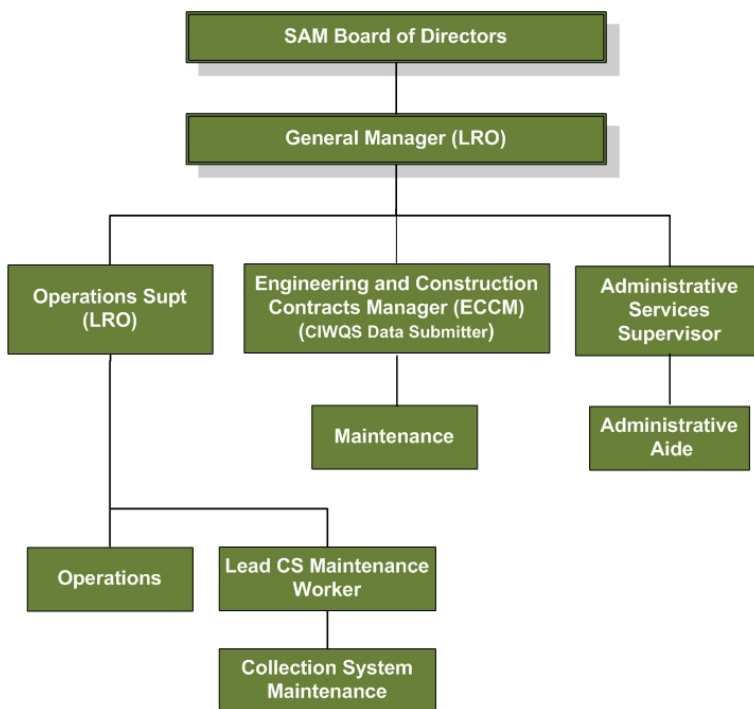 SAM Board of Directors
General Manager (LRO)
Operations Supt
(LRO)
Engineering and Construction
Contracts Manager (ECCM)
(CIWQS Data Submitter)
Administrative
Services
Supervisor
Maintenance
Administrative
Aide
Operations
Lead CS Maintenance
Worker
Collection System
Maintenance